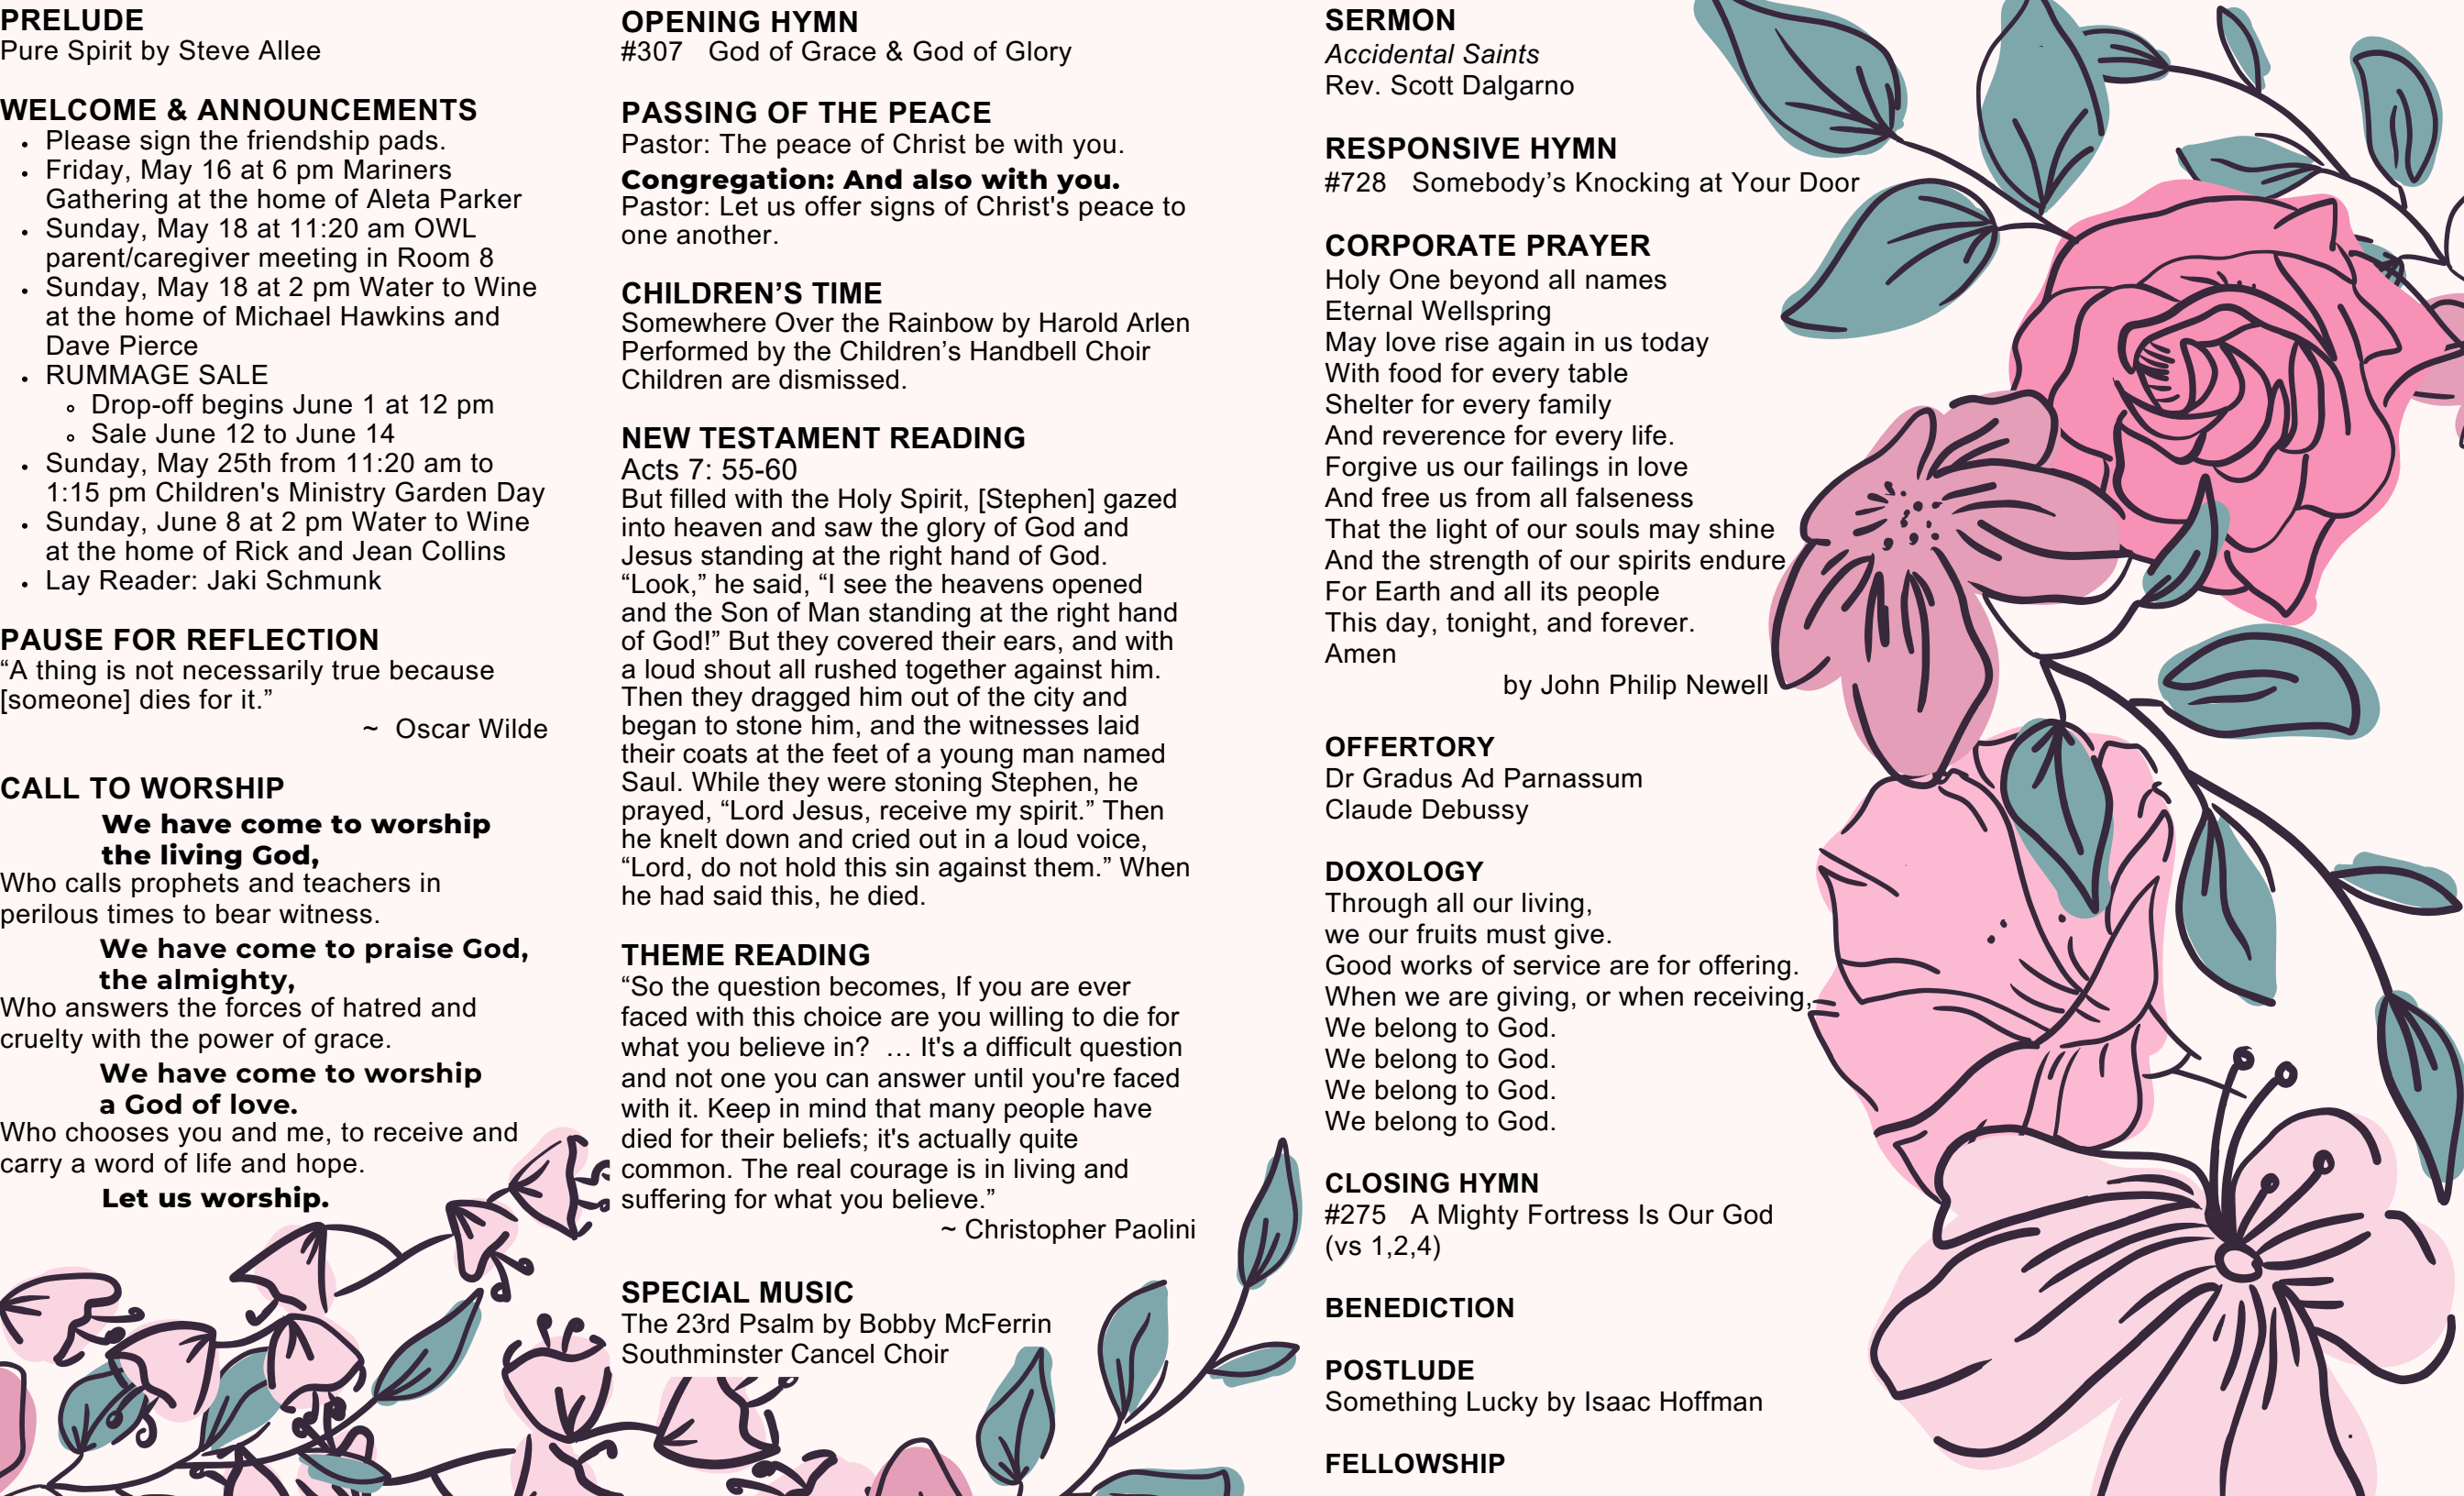 PRELUDE
Pure Spirit by Steve Allee
WELCOME & ANNOUNCEMENTS
• Please sign the friendship pads.
• Friday, May 16 at 6 pm Mariners
Gathering at the home of Aleta Parker
• Sunday, May 18 at 11:20 am OWL
parent/caregiver meeting in Room 8
• Sunday, May 18 at 2 pm Water to Wine
at the home of Michael Hawkins and
Dave Pierce
• RUMMAGE SALE
◦ Drop-off begins June 1 at 12 pm
◦ Sale June 12 to June 14
• Sunday, May 25th from 11:20 am to
1:15 pm Children's Ministry Garden Day
• Sunday, June 8 at 2 pm Water to Wine
at the home of Rick and Jean Collins
• Lay Reader: Jaki Schmunk
PAUSE FOR REFLECTION
“A thing is not necessarily true because
[someone] dies for it.”
~ Oscar Wilde
CALL TO WORSHIP
We have come to worship
the living God,
Who calls prophets and teachers in
perilous times to bear witness.
We have come to praise God,
the almighty,
Who answers the forces of hatred and
cruelty with the power of grace.
We have come to worship
a God of love.
Who chooses you and me, to receive and
carry a word of life and hope.
Let us worship.
OPENING HYMN
#307 God of Grace & God of Glory
PASSING OF THE PEACE
Pastor: The peace of Christ be with you.
Congregation: And also with you.
Pastor: Let us offer signs of Christ's peace to
one another.
CHILDREN’S TIME
Somewhere Over the Rainbow by Harold Arlen
Performed by the Children’s Handbell Choir
Children are dismissed.
NEW TESTAMENT READING
Acts 7: 55-60
But filled with the Holy Spirit, [Stephen] gazed
into heaven and saw the glory of God and
Jesus standing at the right hand of God.
“Look,” he said, “I see the heavens opened
and the Son of Man standing at the right hand
of God!” But they covered their ears, and with
a loud shout all rushed together against him.
Then they dragged him out of the city and
began to stone him, and the witnesses laid
their coats at the feet of a young man named
Saul. While they were stoning Stephen, he
prayed, “Lord Jesus, receive my spirit.” Then
he knelt down and cried out in a loud voice,
“Lord, do not hold this sin against them.” When
he had said this, he died.
THEME READING
“So the question becomes, If you are ever
faced with this choice are you willing to die for
what you believe in? … It's a difficult question
and not one you can answer until you're faced
with it. Keep in mind that many people have
died for their beliefs; it's actually quite
common. The real courage is in living and
suffering for what you believe.”
~ Christopher Paolini
SPECIAL MUSIC
The 23rd Psalm by Bobby McFerrin
Southminster Cancel Choir
SERMON
Accidental Saints
Rev. Scott Dalgarno
RESPONSIVE HYMN
#728 Somebody’s Knocking at Your Door
CORPORATE PRAYER
Holy One beyond all names
Eternal Wellspring
May love rise again in us today
With food for every table
Shelter for every family
And reverence for every life.
Forgive us our failings in love
And free us from all falseness
That the light of our souls may shine
And the strength of our spirits endure
For Earth and all its people
This day, tonight, and forever.
Amen
by John Philip Newell
OFFERTORY
Dr Gradus Ad Parnassum
Claude Debussy
DOXOLOGY
Through all our living,
we our fruits must give.
Good works of service are for offering.
When we are giving, or when receiving,
We belong to God.
We belong to God.
We belong to God.
We belong to God.
CLOSING HYMN
#275 A Mighty Fortress Is Our God
(vs 1,2,4)
BENEDICTION
POSTLUDE
Something Lucky by Isaac Hoffman
FELLOWSHIP